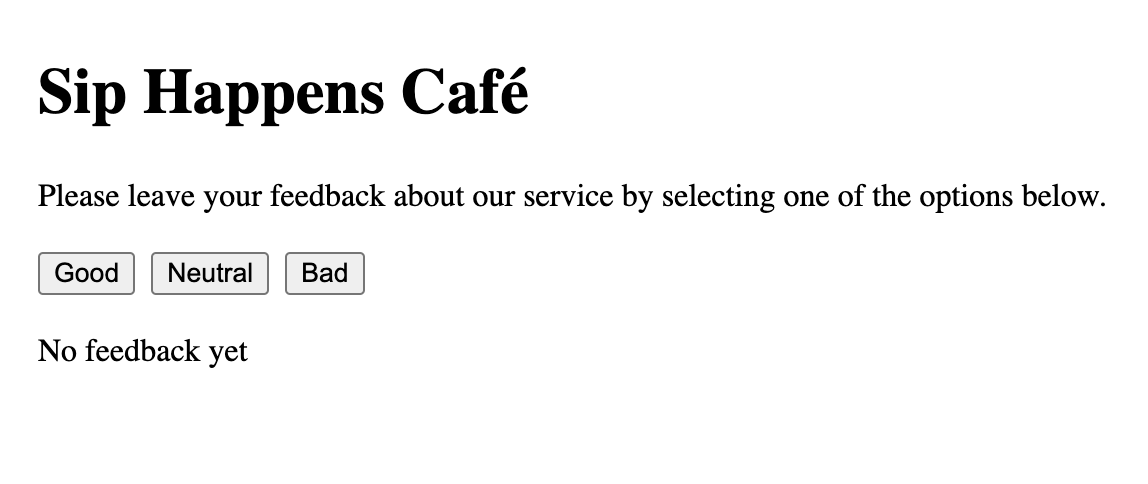 Sip Happens Café
Please leave your feedback about our service by selecting one of the options below.
Good Neutral Bad
No feedback yet